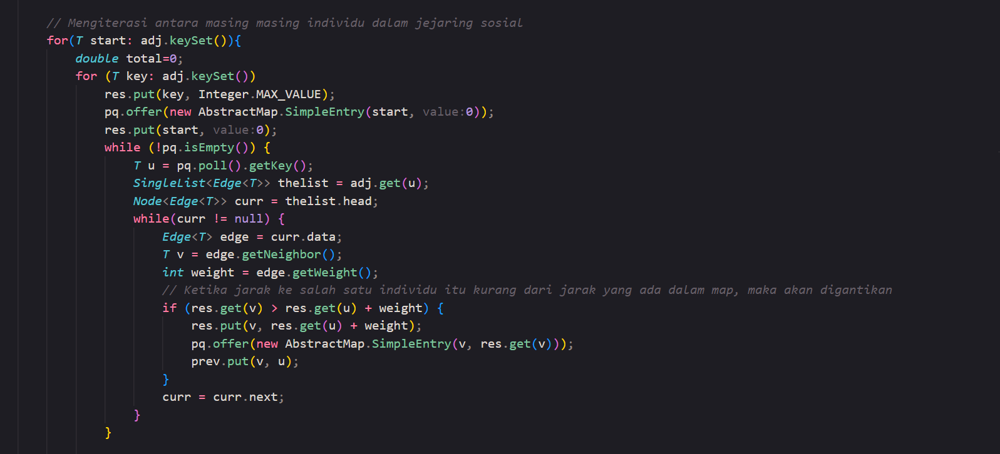 // Mengiterasi antara masing masing individu dalam jejaring sosial
for(T start: adj.keySet()){
double total=0;
for (T key: adj.keySet())
res.put(key, Integer.MAX_VALUE);
pq.offer(new AbstractMap.SimpleEntry(start, value:0));
res.put(start, value:0);
while (!pq.isEmpty()) {
T u = pq.poll().getKey();
SingleList<Edge<T>> thelist = adj.get(u);
Node<Edge<T>> curr = thelist.head;
while(curr != null) {
Edge<T> edge = curr.data;
T v = edge.getNeighbor();
int weight = edge.getWeight();
// Ketika jarak ke salah satu individu itu kurang dari jarak yang ada dalam map, maka akan digantikan
if (res.get(v) > res.get(u) + weight) {
res.put(v, res.get(u) + weight);
pq.offer(new AbstractMap.SimpleEntry(v, res.get(v)));
prev.put(v, u);
}
curr = curr.next;
}
}